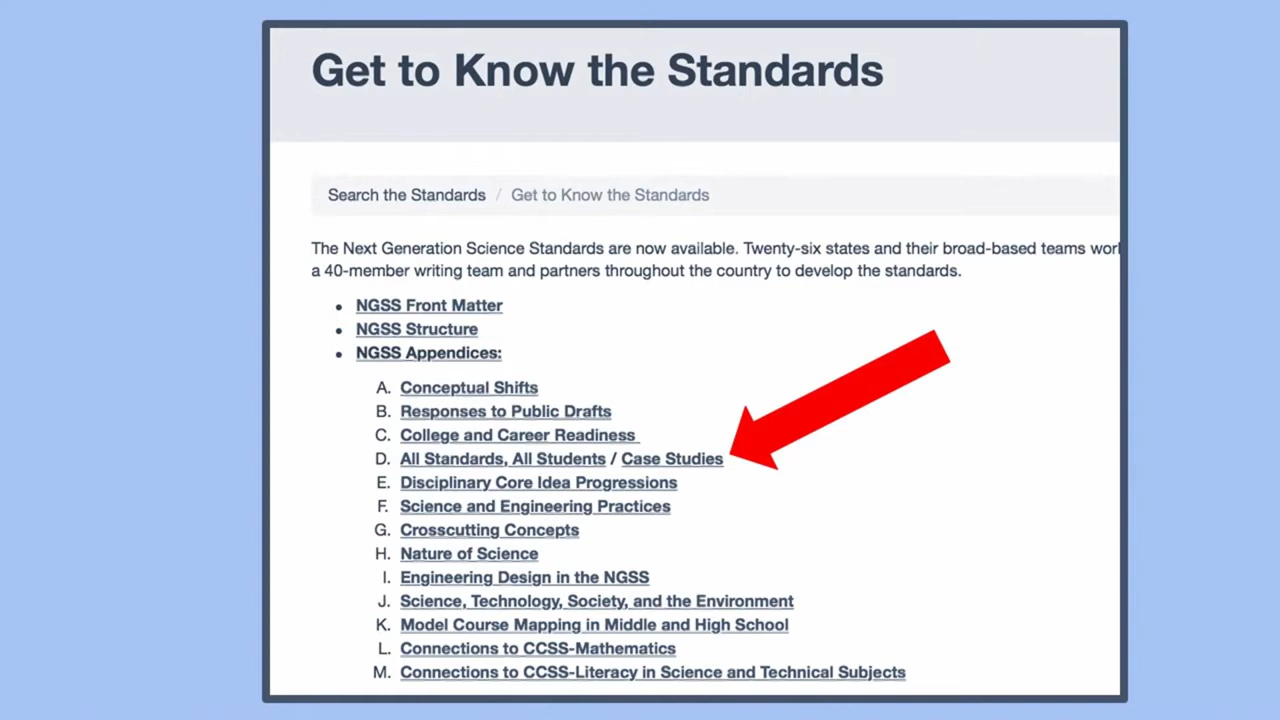 Get to Know the Standards
Search the Standards / Get to Know the Standards
The Next Generation Science Standards are now available. Twenty-six states and their broad-based teams
a 40-member writing team and partners throughout the country to develop the standards.
• NGSS Front Matter
• NGSS Structure
• NGSS Appendices:
A. Conceptual Shifts
B. Responses to Public Drafts
C. College and Career Readiness
D. All Standards, All Students / Case Studies
E. Disciplinary Core Idea Progressions
F. Science and Engineering Practices
G. Crosscutting Concepts
H. Nature of Science
I. Engineering Design in the NGSS
J. Science, Technology, Society, and the Environment
K. Model Course Mapping in Middle and High School
L. Connections to CCSS-Mathematics
M. Connections to CCSS-Literacy in Science and Technical Subjects